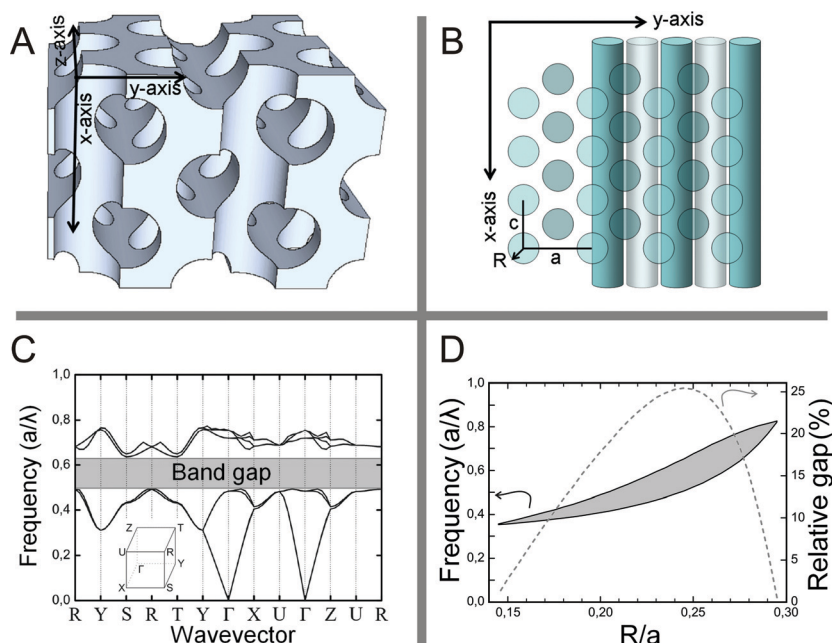 A
z-axis
y-axis
x-axis
B
y-axis
x-axis
c
R
a
C
Frequency (a/λ)
1,0
0,8
0,6
0,4
0,2
0,0
Band gap
Z T
U R
Γ Y
X S
R Y S R T Y Γ X U Γ Z U R
Wavevector
D
Frequency (a/λ)
1,0
0,8
0,6
0,4
0,2
0,0
25
20
15
10
5
0
Relative gap (%)
0,15 0,20 0,25 0,30
R/a